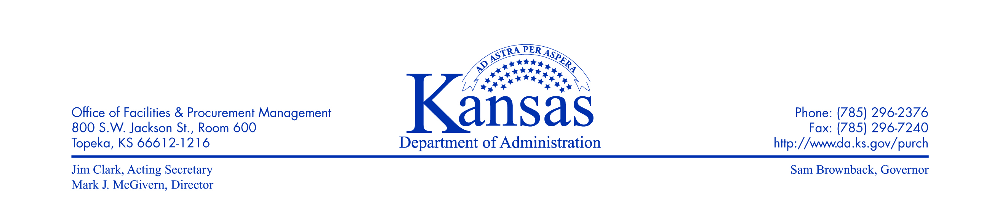 AD ASTRA PER ASPERA
Kansas
Department of Administration
Office of Facilities & Procurement Management
800 S.W. Jackson St., Room 600
Topeka, KS 66612-1216
Phone: (785) 296-2376
Fax: (785) 296-7240
http://www.da.ks.gov/purch
Jim Clark, Acting Secretary
Mark J. McGivern, Director
Sam Brownback, Governor